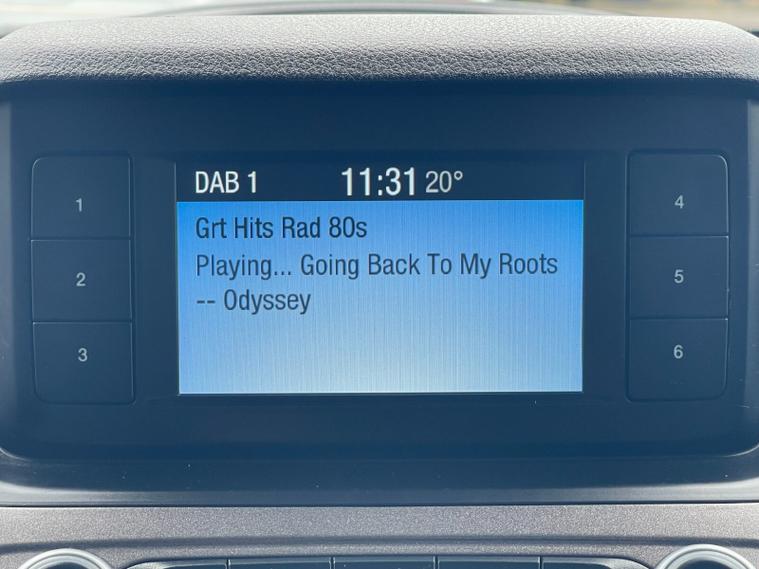 DAB 1 11:31 20°
Grt Hits Rad 80s
Playing... Going Back To My Roots
-- Odyssey
1
2
3
4
5
6